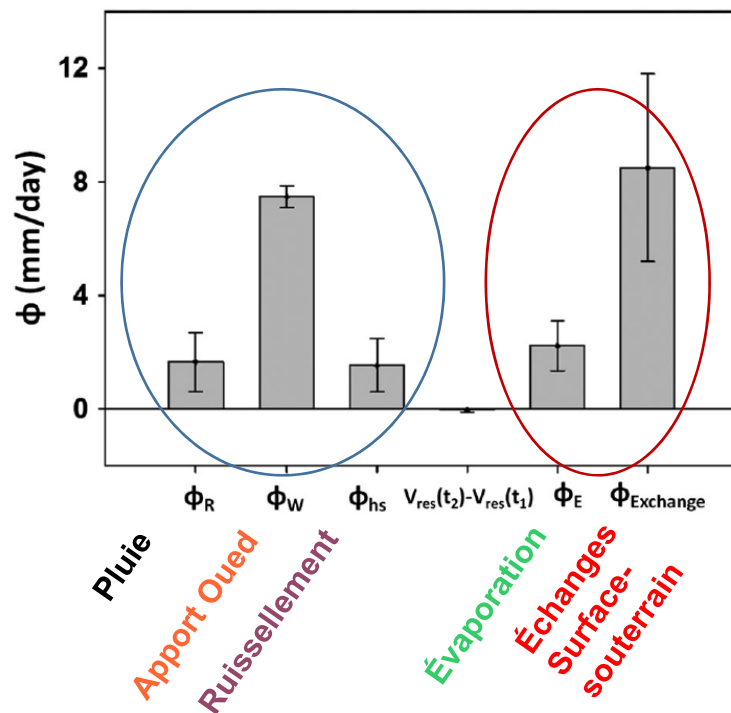 12
8
4
0
ϕ (mm/day)
ϕR
ϕW
ϕhs
Vres(t2)-Vres(t1)
ϕE
ϕExchange
Pluie
Apport Oued
Ruissellement
Évaporation
Échanges
Surface-
souterrain